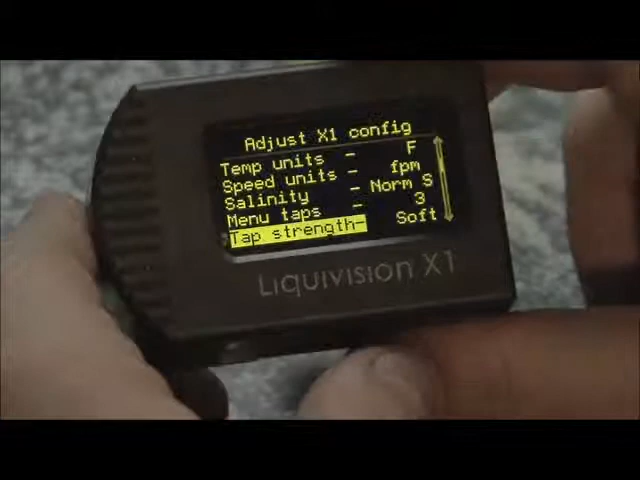 Adjust X1 config
Temp units - F
Speed units - fpm
Salinity - Norm S
Menu taps - 3
Tap strength- Soft
LIQUIVISION X1